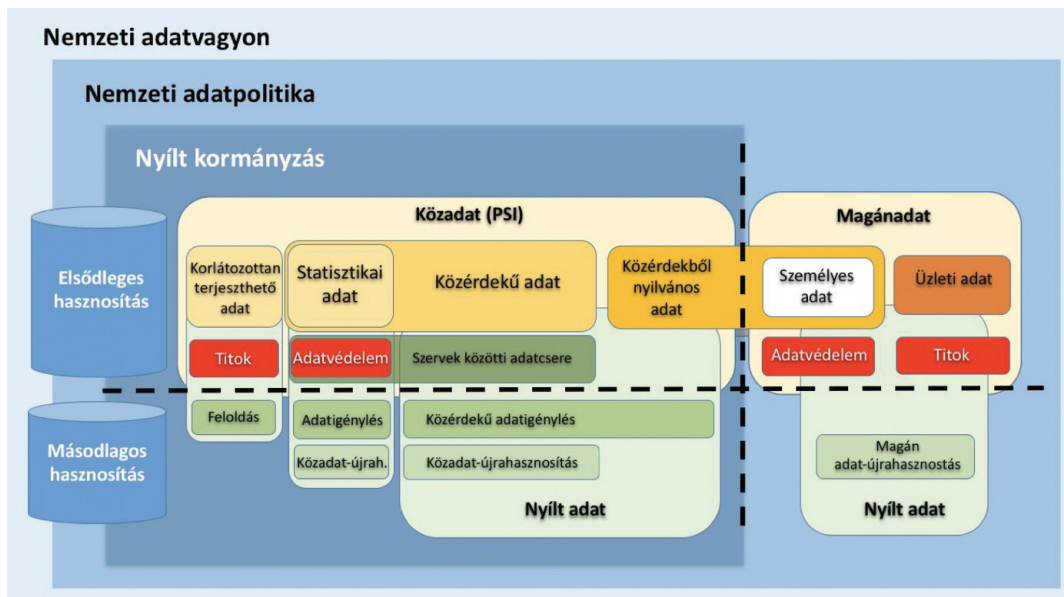 Nemzeti adatvagyon
Nemzeti adatpolitika
Nyílt kormányzás
Közadat (PSI)
Magánadat
Elsődleges
hasznosítás
Korlátozottan
terjeszthető
adat
Statisztikai
adat
Közérdekű adat
Közérdekből
nyilvános
adat
Személyes
adat
Üzleti adat
Titok
Adatvédelem
Szervek közötti adatcsere
Adatvédelem
Titok
Másodlagos
hasznosítás
Feloldás
Adatigénylés
Közérdekű adatigénylés
Közadat-újrah.
Közadat-újrahasznosítás
Magán
adat-újrahasznostás
Nyílt adat
Nyílt adat